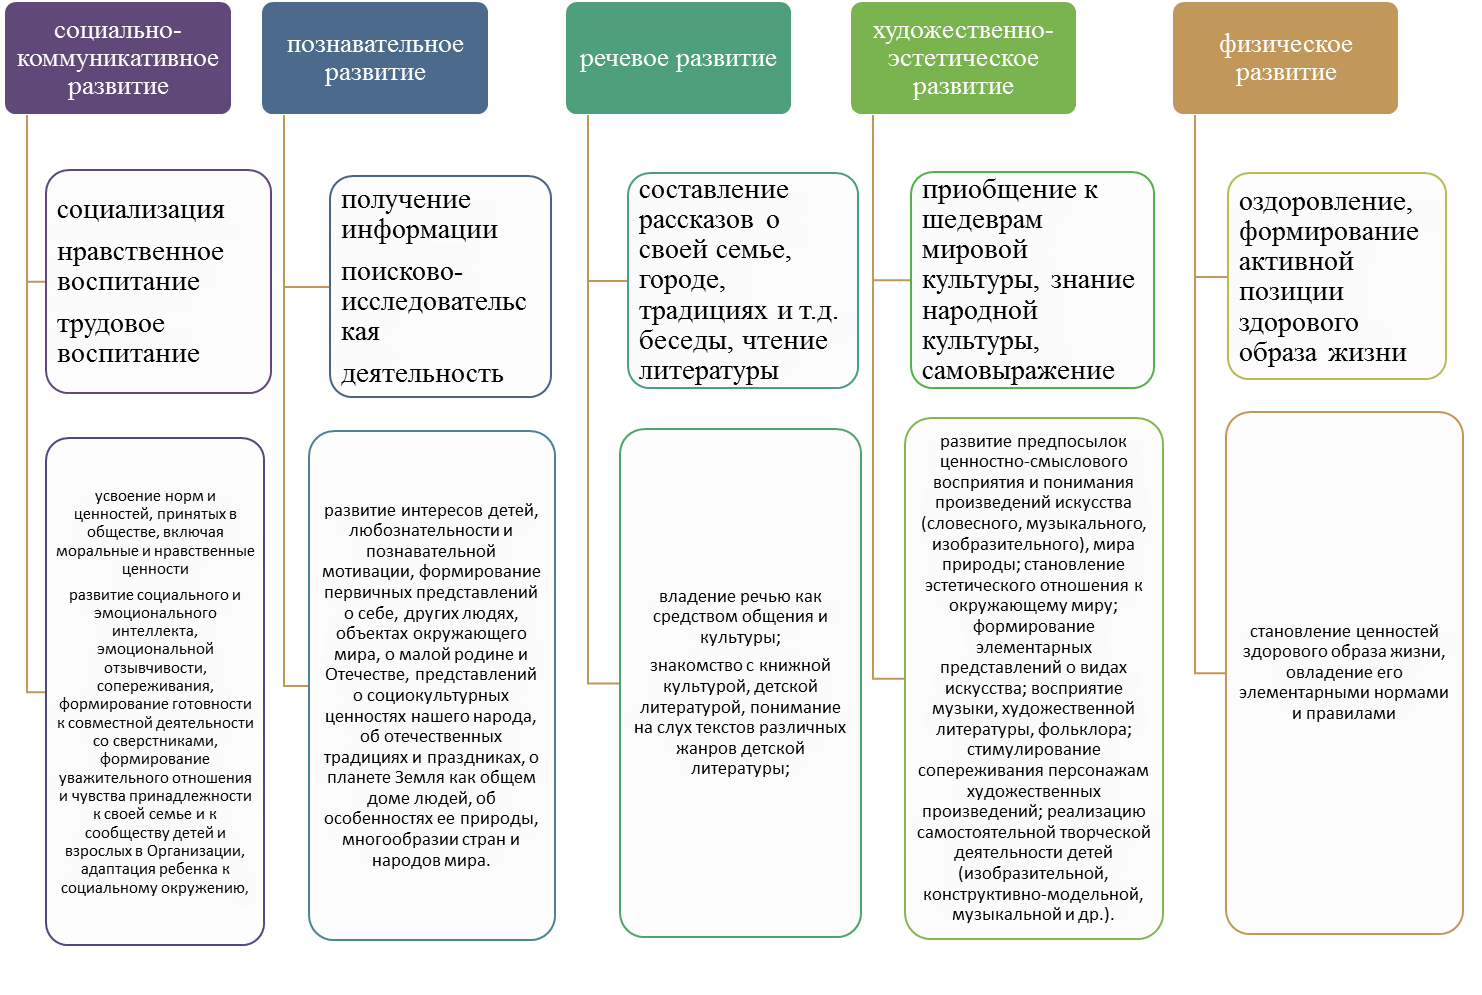 социально-
коммуникативное
развитие
социализация
нравственное
воспитание
трудовое
воспитание
усвоение норм и
ценностей, принятых в
обществе, включая
моральные и нравственные
ценности
развитие социального и
эмоционального
интеллекта,
эмоциональной
отзывчивости,
сопереживания,
формирование готовности
к совместной деятельности
со сверстниками,
формирование
уважительного отношения
и чувства принадлежности
к своей семье и к
сообществу детей и
взрослых в Организации,
адаптация ребенка к
социальному окружению,
познавательное
развитие
получение
информации
поисково-
исследовательс
кая
деятельность
развитие интересов детей,
любознательности и
познавательной
мотивации, формирование
первичных представлений
о себе, других людях,
объектах окружающего
мира, о малой родине и
Отечестве, представлений
о социокультурных
ценностях нашего народа,
об отечественных
традициях и праздниках, о
планете Земля как общем
доме людей, об
особенностях ее природы,
многообразии стран и
народов мира.
речевое развитие
составление
рассказов о
своей семье,
городе,
традициях и т.д.
беседы, чтение
литературы
владение речью как
средством общения и
культуры;
знакомство с книжной
культурой, детской
литературой, понимание
на слух текстов различных
жанров детской
литературы;
художественно-
эстетическое
развитие
приобщение к
шедеврам
мировой
культуры, знание
народной
культуры,
самовыражение
развитие предпосылок
ценностно-смыслового
восприятия и понимания
произведений искусства
(словесного, музыкального,
изобразительного), мира
природы; становление
эстетического отношения к
окружающему миру;
формирование
элементарных
представлений о видах
искусства; восприятие
музыки, художественной
литературы, фольклора;
стимулирование
сопереживания персонажам
художественных
произведений; реализацию
самостоятельной творческой
деятельности детей
(изобразительной,
конструктивно-модельной,
музыкальной и др.).
физическое
развитие
оздоровление,
формирование
активной
позиции
здорового
образа жизни
становление ценностей
здорового образа жизни,
овладение его
элементарными нормами
и правилами